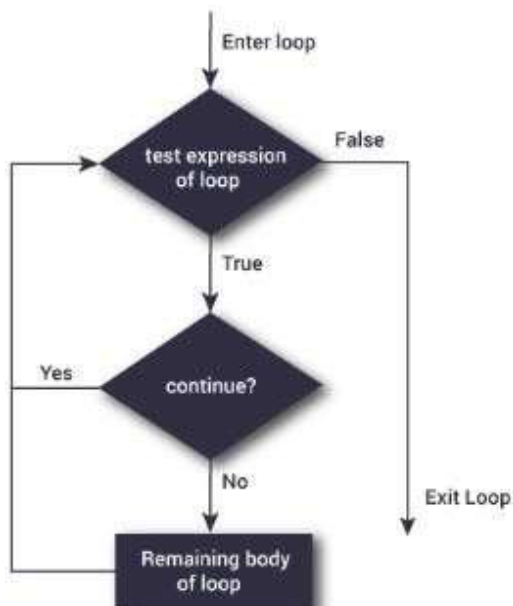 Enter loop
test expression
of loop
False
True
continue?
Yes
No
Exit Loop
Remaining body
of loop